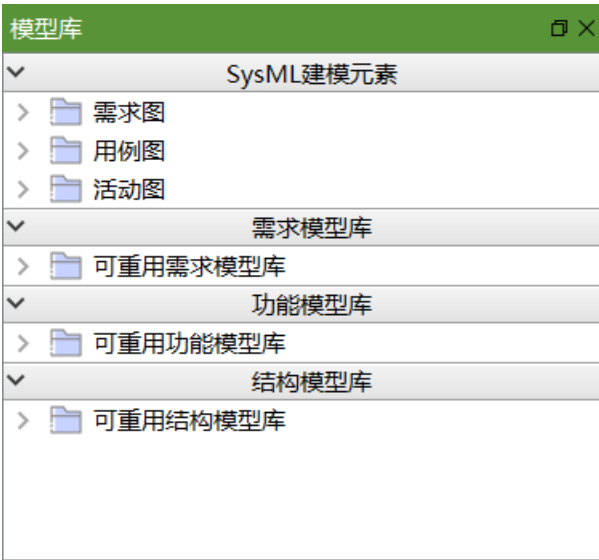 模型库
SysML建模元素
需求图
用例图
活动图
需求模型库
可重用需求模型库
功能模型库
可重用功能模型库
结构模型库
可重用结构模型库